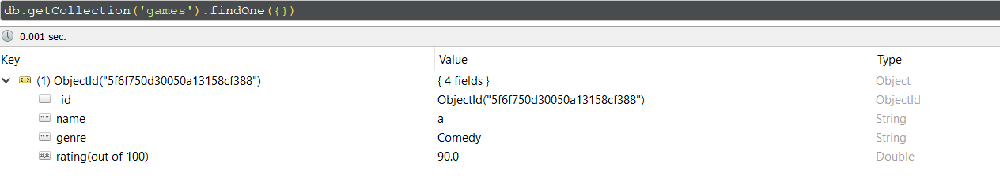 db.getCollection('games').findOne({})
0.001 sec.
Key Value Type
(1) ObjectId("5f6f750d30050a13158cf388") { 4 fields } Object
_id ObjectId("5f6f750d30050a13158cf388") ObjectId
" " name a String
" " genre Comedy String
#.# rating(out of 100) 90.0 Double